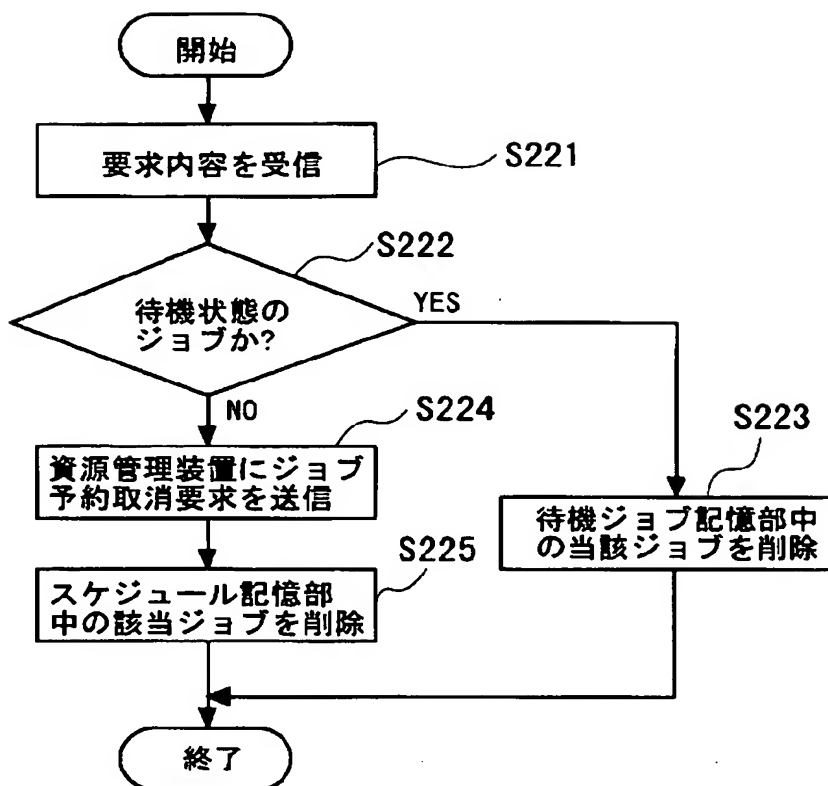 開始
要求内容を受信
S221
S222
待機状態の
ジョブか?
YES
NO
S224
資源管理装置にジョブ
予約取消要求を送信
S223
待機ジョブ記憶部中
の当該ジョブを削除
S225
スケジュール記憶部
中の該当ジョブを削除
終了